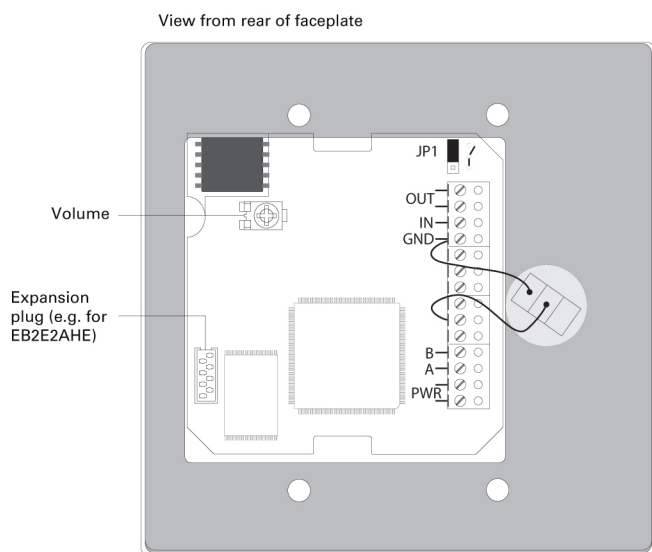 View from rear of faceplate
JP1
OUT
IN
GND
Volume
Expansion
plug (e.g. for
EB2E2AHE)
B
A
PWR